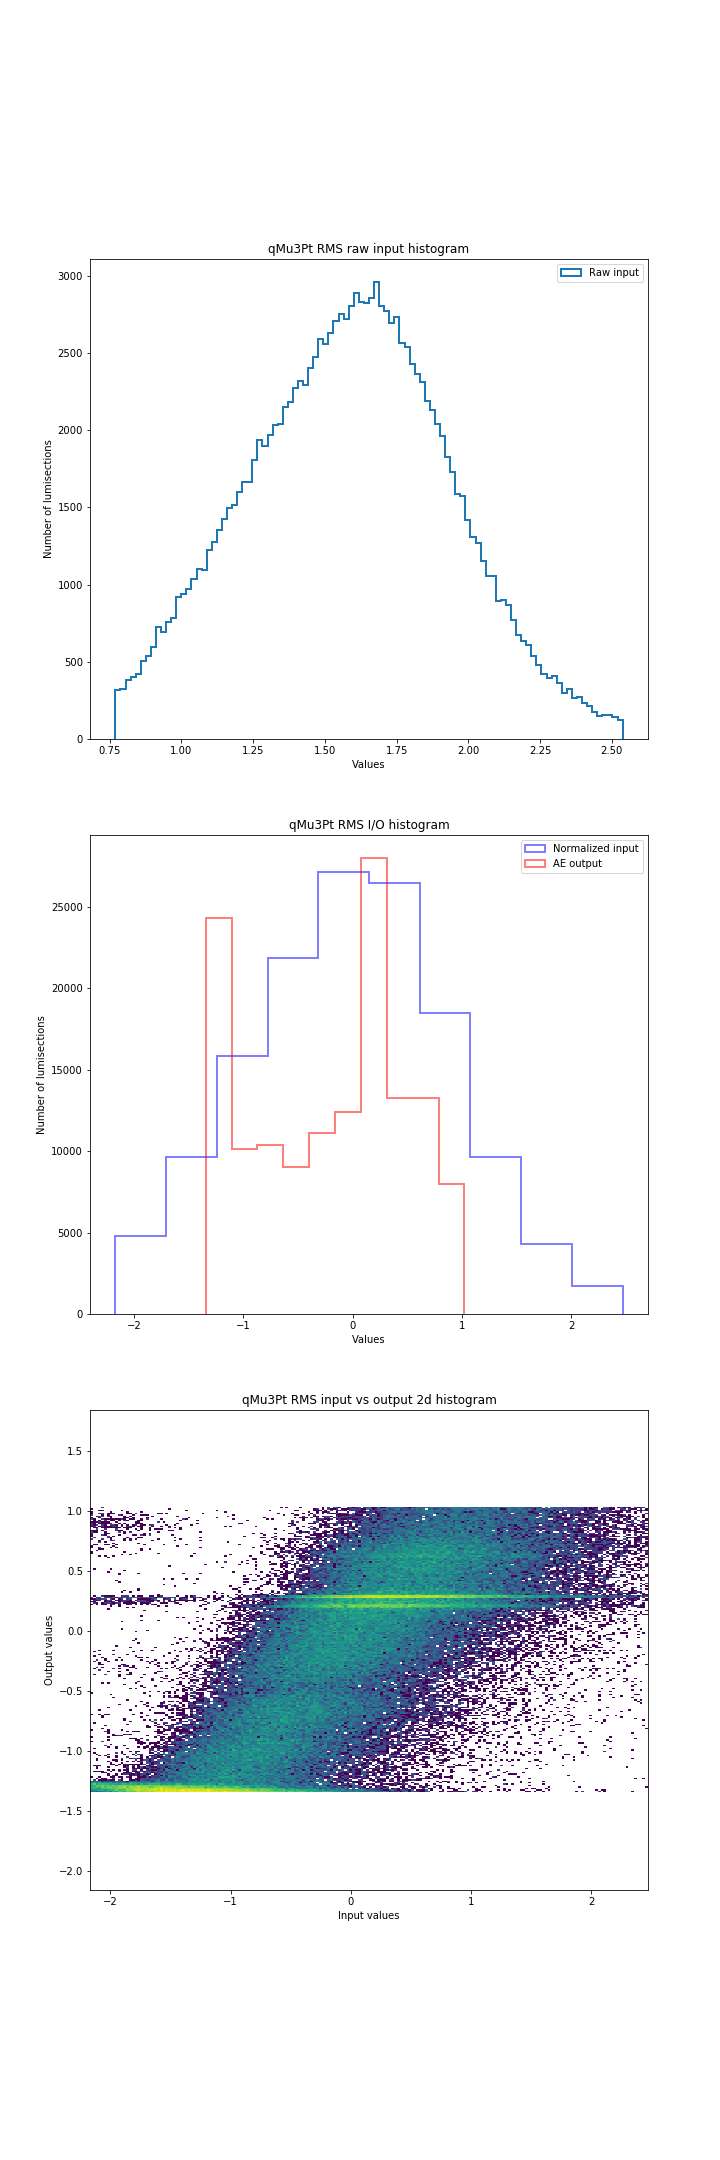 qMu3Pt RMS raw input histogram
Raw input
3000
2500
2000
1500
1000
500
0
Number of lumisections
0.75 1.00 1.25 1.50 1.75 2.00 2.25 2.50
Values
qMu3Pt RMS I/O histogram
Normalized input
AE output
25000
20000
15000
10000
5000
0
Number of lumisections
−2 −1 0 1 2
Values
qMu3Pt RMS input vs output 2d histogram
1.5
1.0
0.5
0.0
−0.5
−1.0
−1.5
−2.0
Output values
−2 −1 0 1 2
Input values